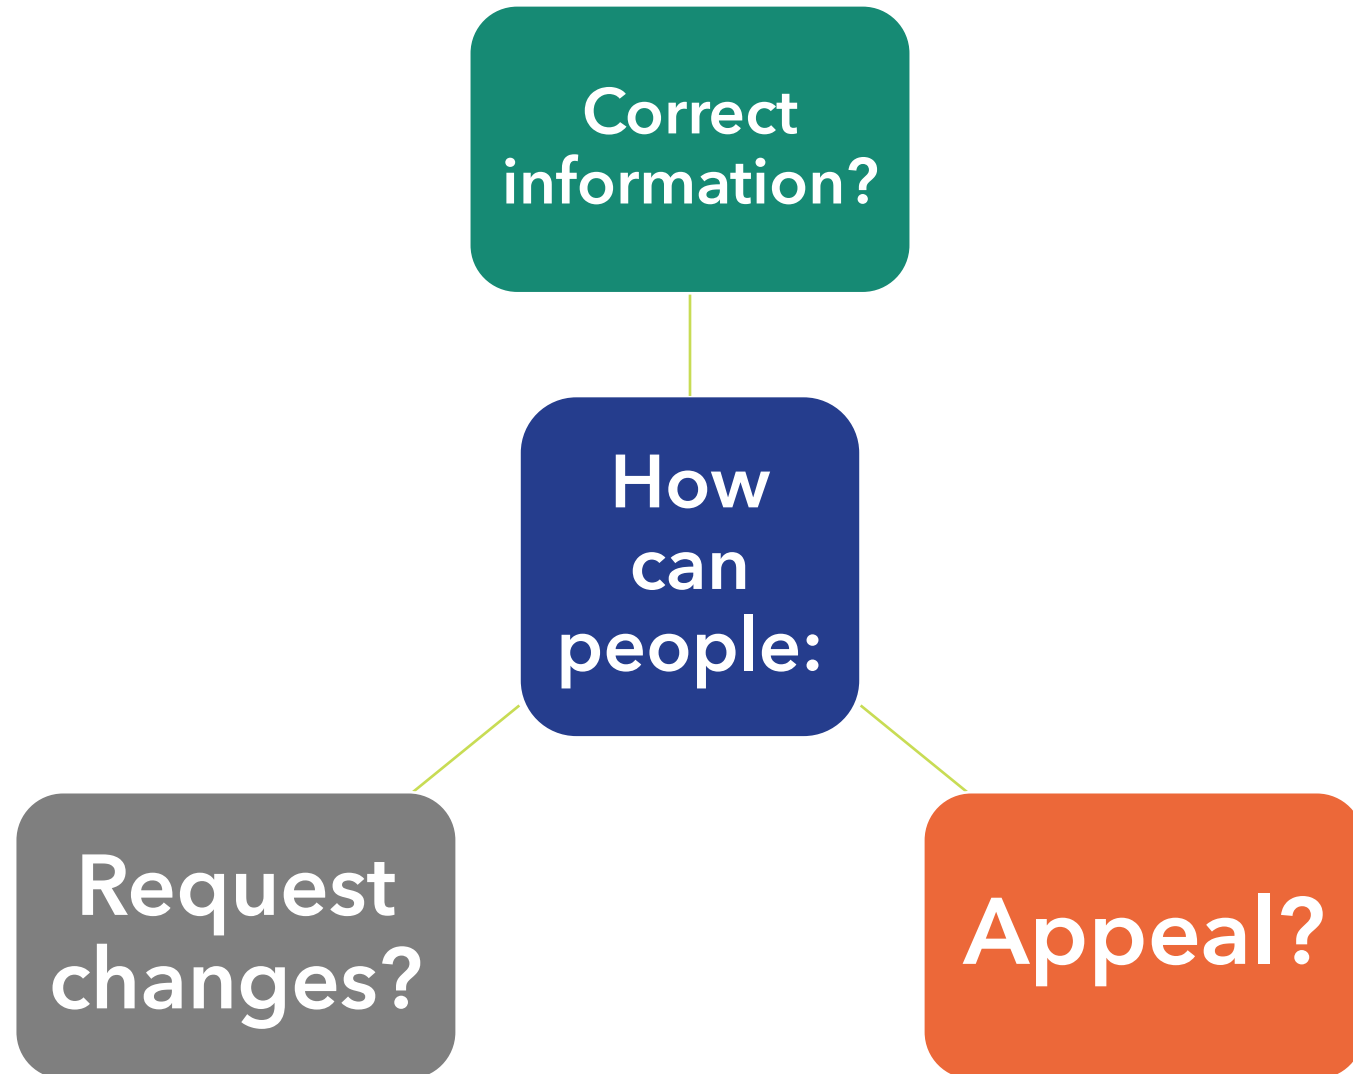 Correct
information?
How
can
people:
Request
changes?
Appeal?